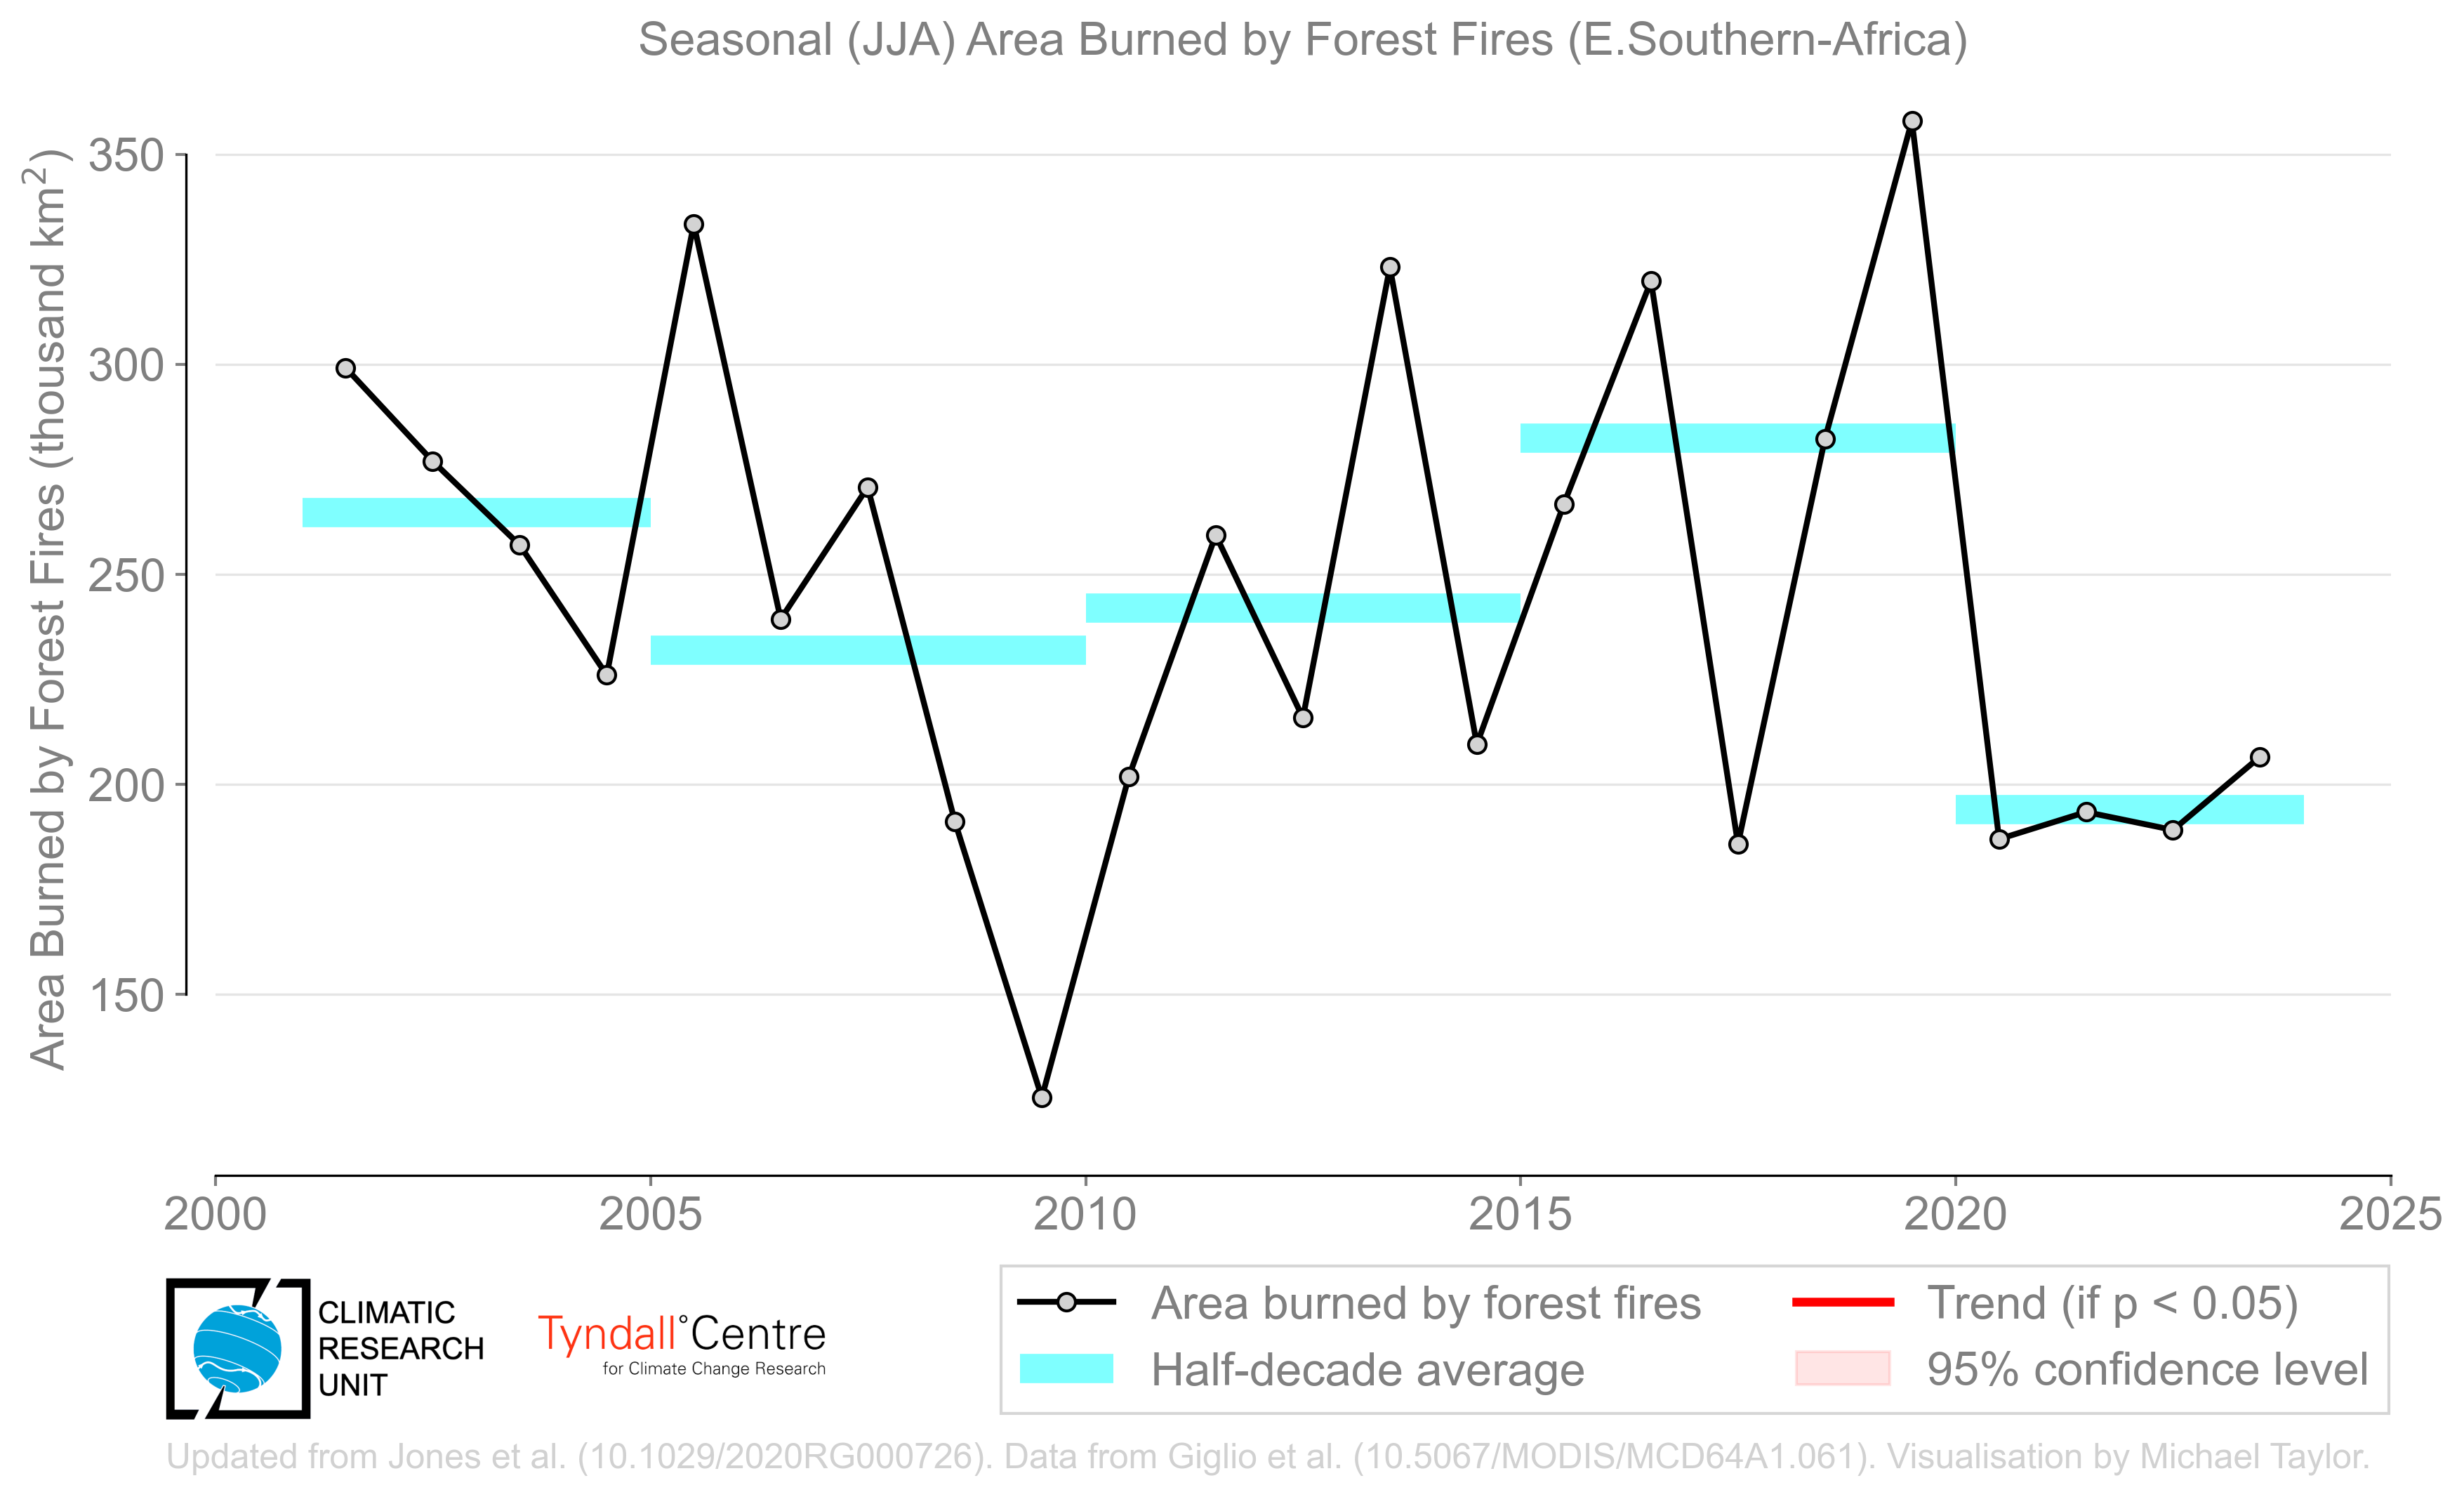 Seasonal (JJA) Area Burned by Forest Fires (E.Southern-Africa)
Area Burned by Forest Fires (thousand km²)
350
300
250
200
150
2000 2005 2010 2015 2020 2025
CLIMATIC
RESEARCH
UNIT
Tyndall°Centre
for Climate Change Research
Area burned by forest fires
Half-decade average
Trend (if p < 0.05)
95% confidence level
Updated from Jones et al. (10.1029/2020RG000726). Data from Giglio et al. (10.5067/MODIS/MCD64A1.061). Visualisation by Michael Taylor.